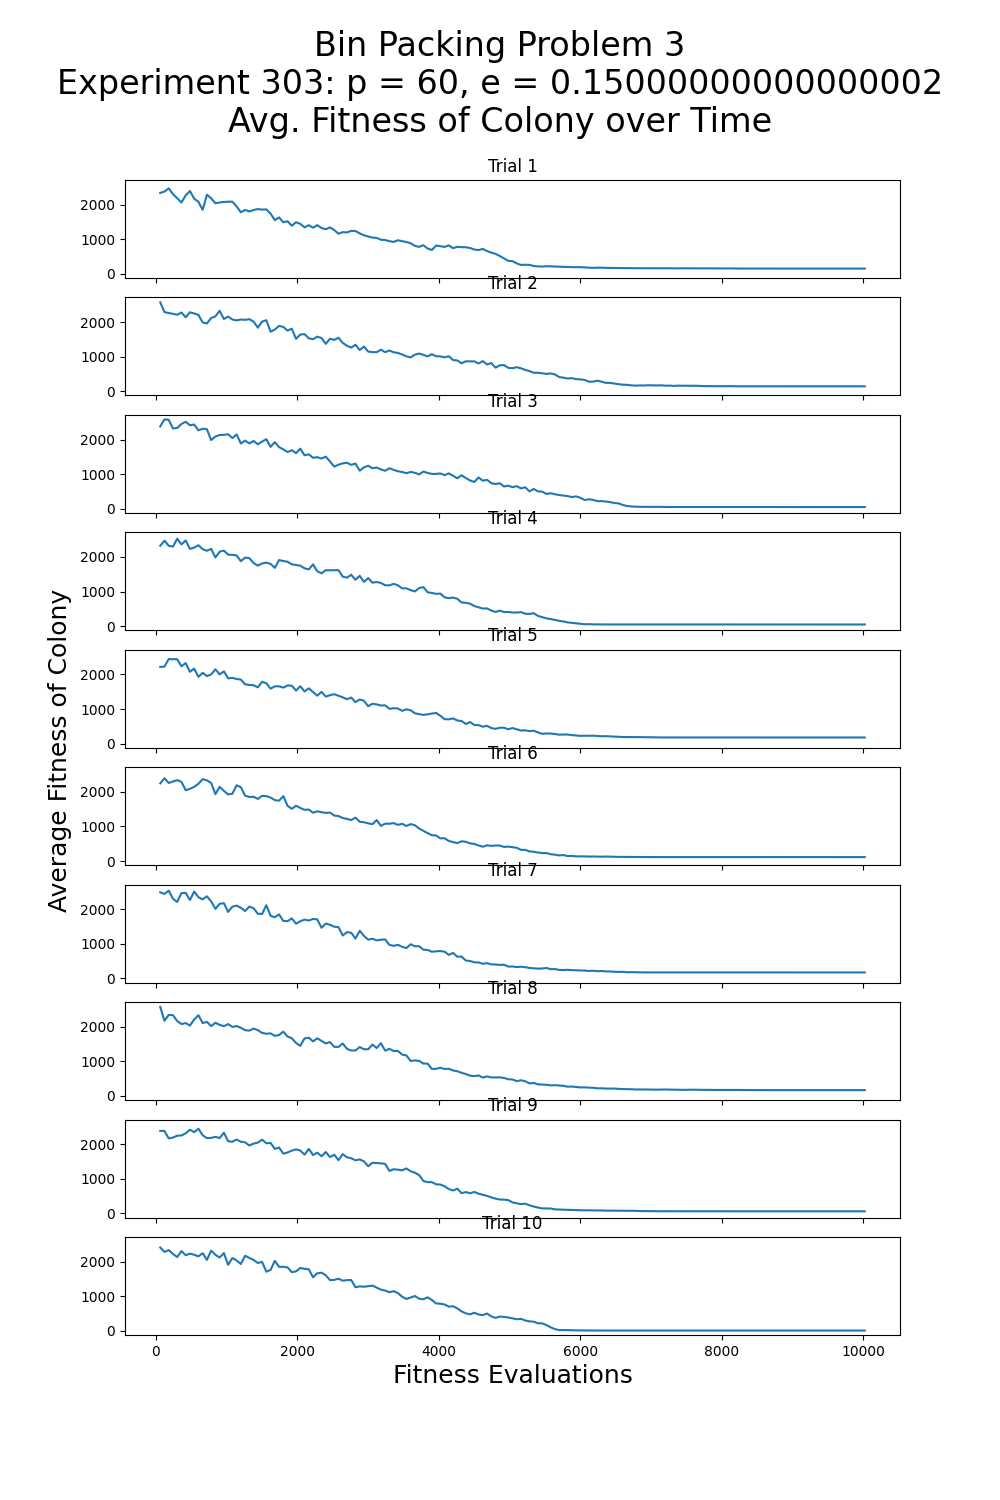 Bin Packing Problem 3
Experiment 303: p = 60, e = 0.15000000000000002
Avg. Fitness of Colony over Time
Trial 1
2000
1000
0
Trial 2
2000
1000
0
Trial 3
2000
1000
0
Trial 4
2000
1000
0
Trial 5
2000
1000
0
Trial 6
2000
1000
0
Trial 7
2000
1000
0
Trial 8
2000
1000
0
Trial 9
2000
1000
0
Trial 10
2000
1000
0
0 2000 4000 6000 8000 10000
Fitness Evaluations
Average Fitness of Colony